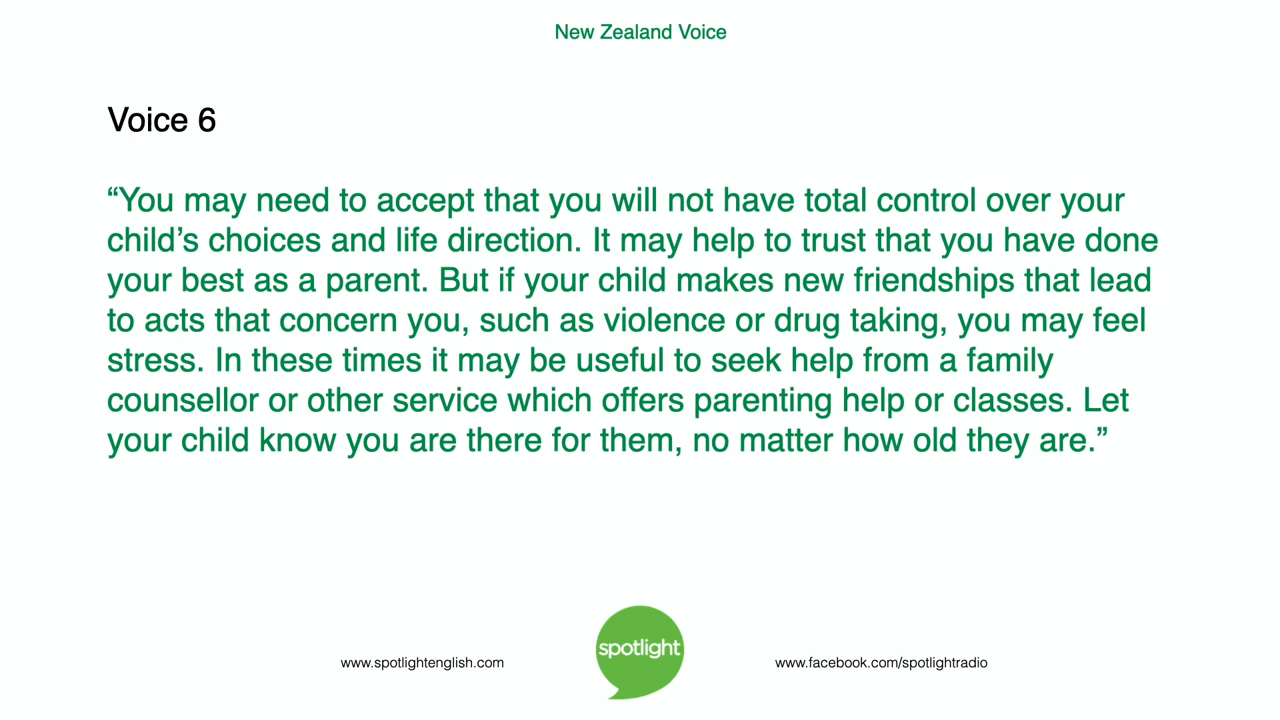 New Zealand Voice
Voice 6
“You may need to accept that you will not have total control over your
child’s choices and life direction. It may help to trust that you have done
your best as a parent. But if your child makes new friendships that lead
to acts that concern you, such as violence or drug taking, you may feel
stress. In these times it may be useful to seek help from a family
counsellor or other service which offers parenting help or classes. Let
your child know you are there for them, no matter how old they are.”
www.spotlightenglish.com
spotlight
www.facebook.com/spotlightradio